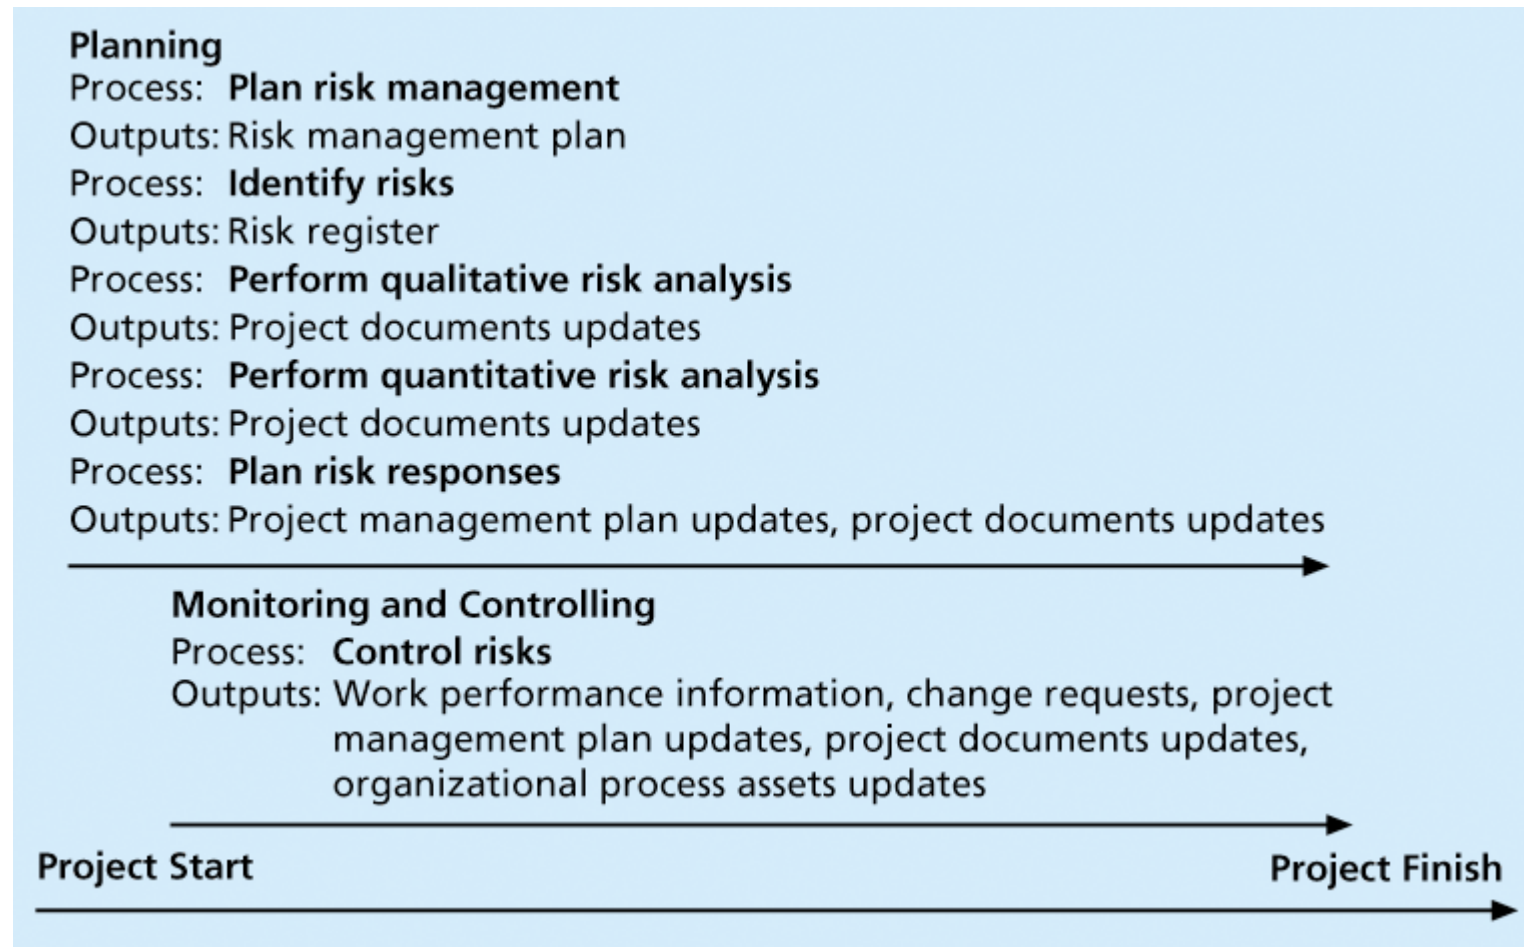 Planning
Process: Plan risk management
Outputs: Risk management plan
Process: Identify risks
Outputs: Risk register
Process: Perform qualitative risk analysis
Outputs: Project documents updates
Process: Perform quantitative risk analysis
Outputs: Project documents updates
Process: Plan risk responses
Outputs: Project management plan updates, project documents updates
Monitoring and Controlling
Process: Control risks
Outputs: Work performance information, change requests, project
management plan updates, project documents updates,
organizational process assets updates
Project Start Project Finish